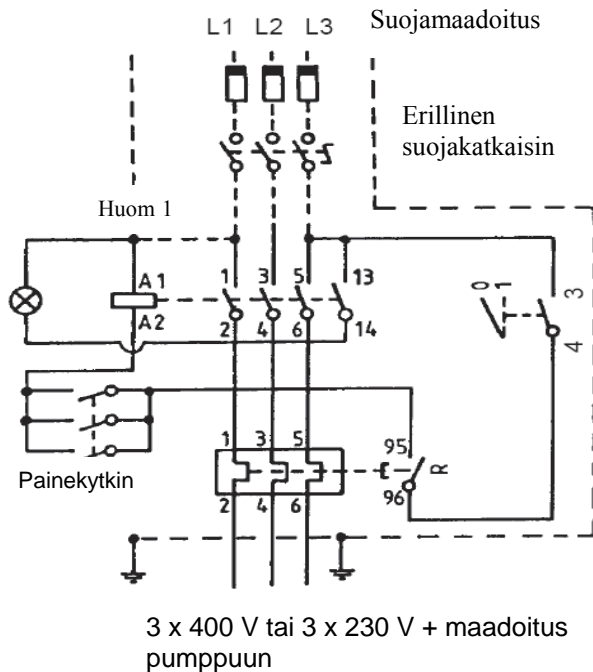 L1 L2 L3 Suojamaadoitus
Erillinen
suojakatkaisin
Huom 1
A1
A2
1 3 5 13
2 4 6 14
0 1
3
4
Painekytkin
1 3 5
2 4 6
95
96
R
3 x 400 V tai 3 x 230 V + maadoitus
pumppuun